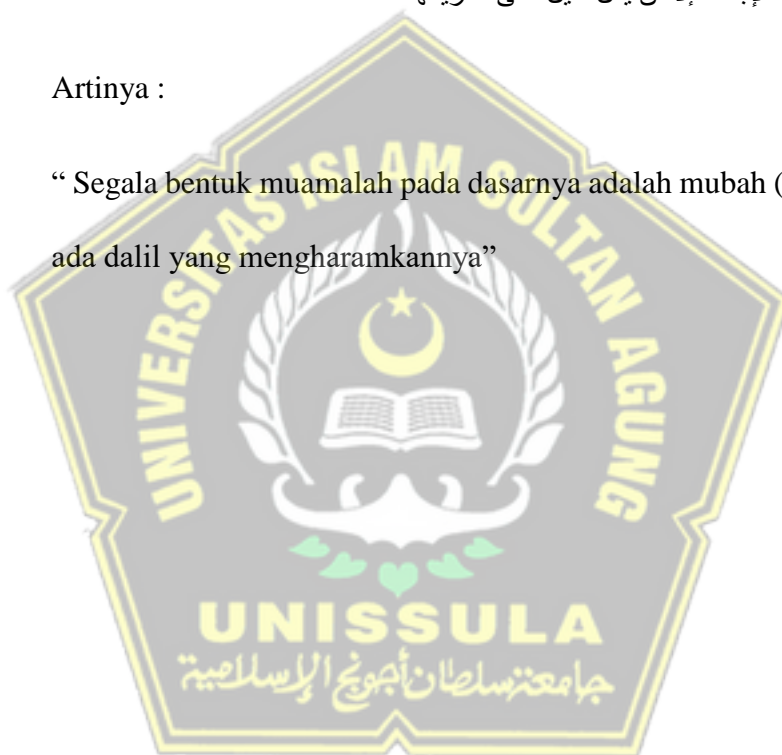 Artinya :
“ Segala bentuk muamalah pada dasarnya adalah mubah (
ada dalil yang mengharamkannya”
UNIVERSITAS ISLAM SULTAN AGUNG
UNISSULA
جامعة سلطان أجونج الإسلامية